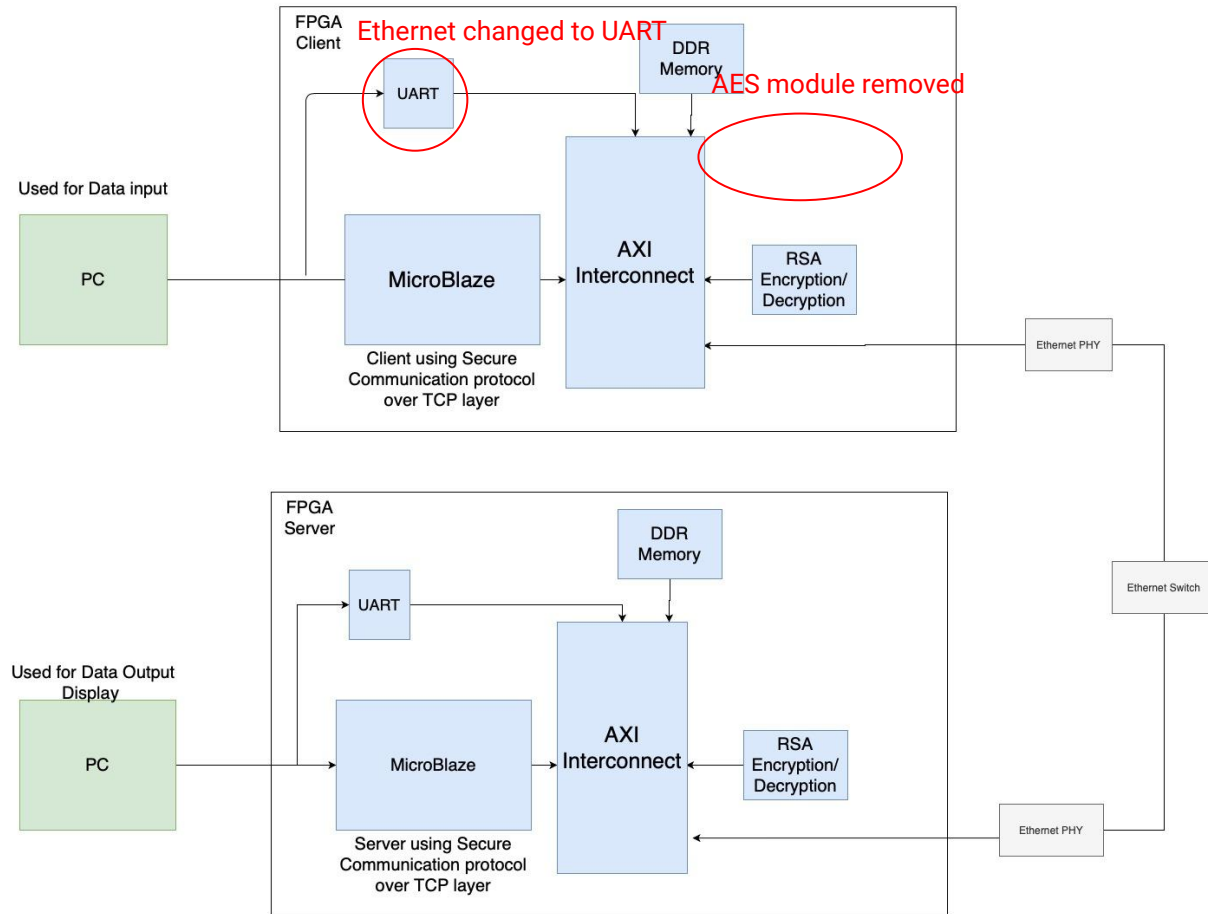 FPGA
Client
Ethernet changed to UART
DDR
Memory
AES module removed
UART
Used for Data input
PC
MicroBlaze
AXI
Interconnect
RSA
Encryption/
Decryption
Client using Secure
Communication protocol
over TCP layer
Ethernet PHY
FPGA
Server
DDR
Memory
UART
Ethernet Switch
Used for Data Output
Display
PC
MicroBlaze
AXI
Interconnect
RSA
Encryption/
Decryption
Server using Secure
Communication protocol
over TCP layer
Ethernet PHY